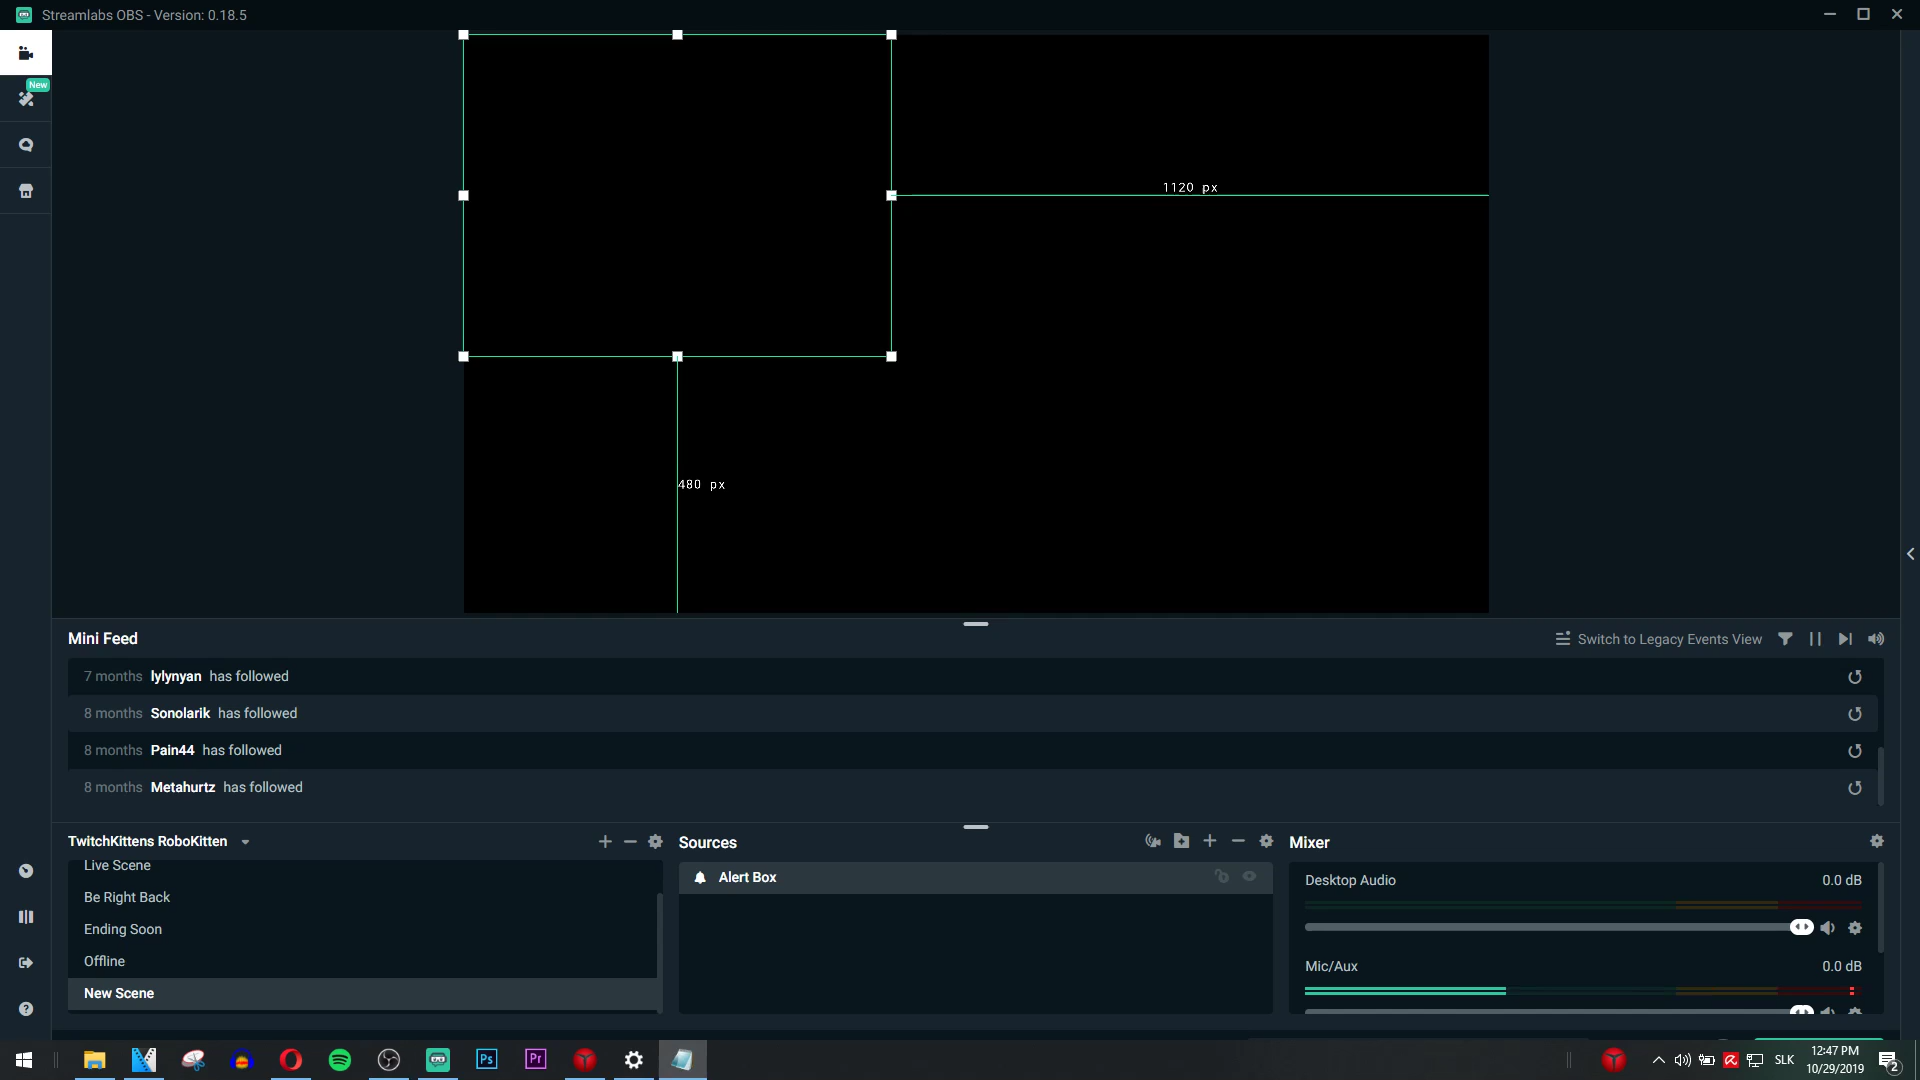 Streamlabs OBS - Version: 0.18.5
New
1120 px
480 px
Mini Feed
Switch to Legacy Events View
7 months lylynyan has followed
8 months Sonolarik has followed
8 months Pain44 has followed
8 months Metahurtz has followed
TwitchKittens RoboKitten
Live Scene
Be Right Back
Ending Soon
Offline
New Scene
Sources
Alert Box
Mixer
Desktop Audio 0.0 dB
Mic/Aux 0.0 dB
Ps
Pr
SLK
12:47 PM
10/29/2019
2